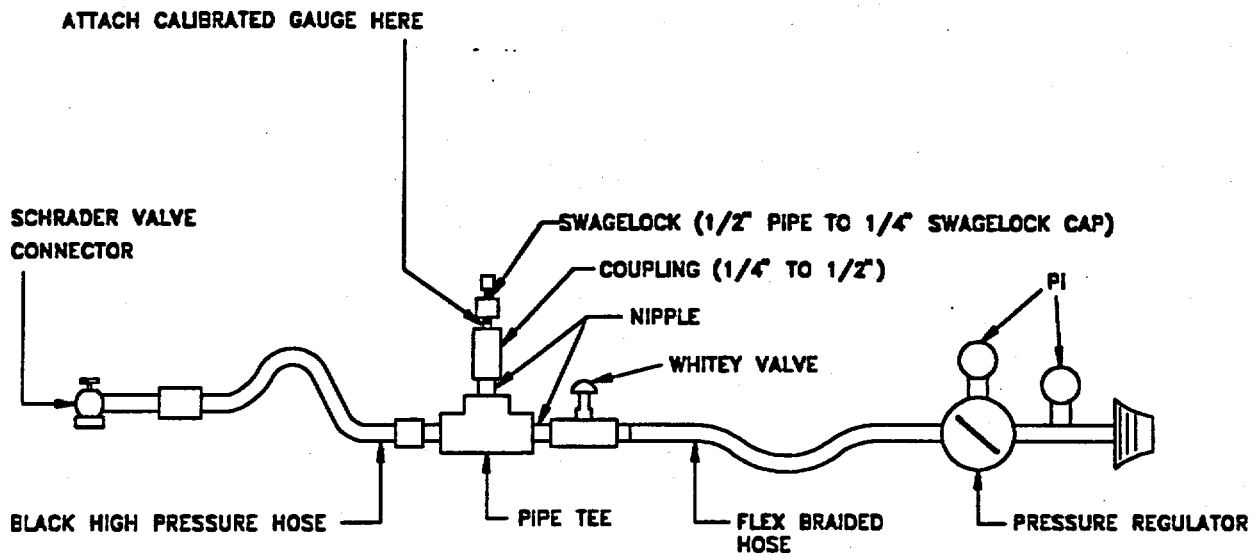 ATTACH CALIBRATED GAUGE HERE
SCHRADER VALVE
CONNECTOR
SWAGELOCK (1/2" PIPE TO 1/4" SWAGELOCK CAP)
COUPLING (1/4" TO 1/2")
PI
NIPPLE
WHITEY VALVE
BLACK HIGH PRESSURE HOSE
PIPE TEE
FLEX BRAIDED
HOSE
PRESSURE REGULATOR